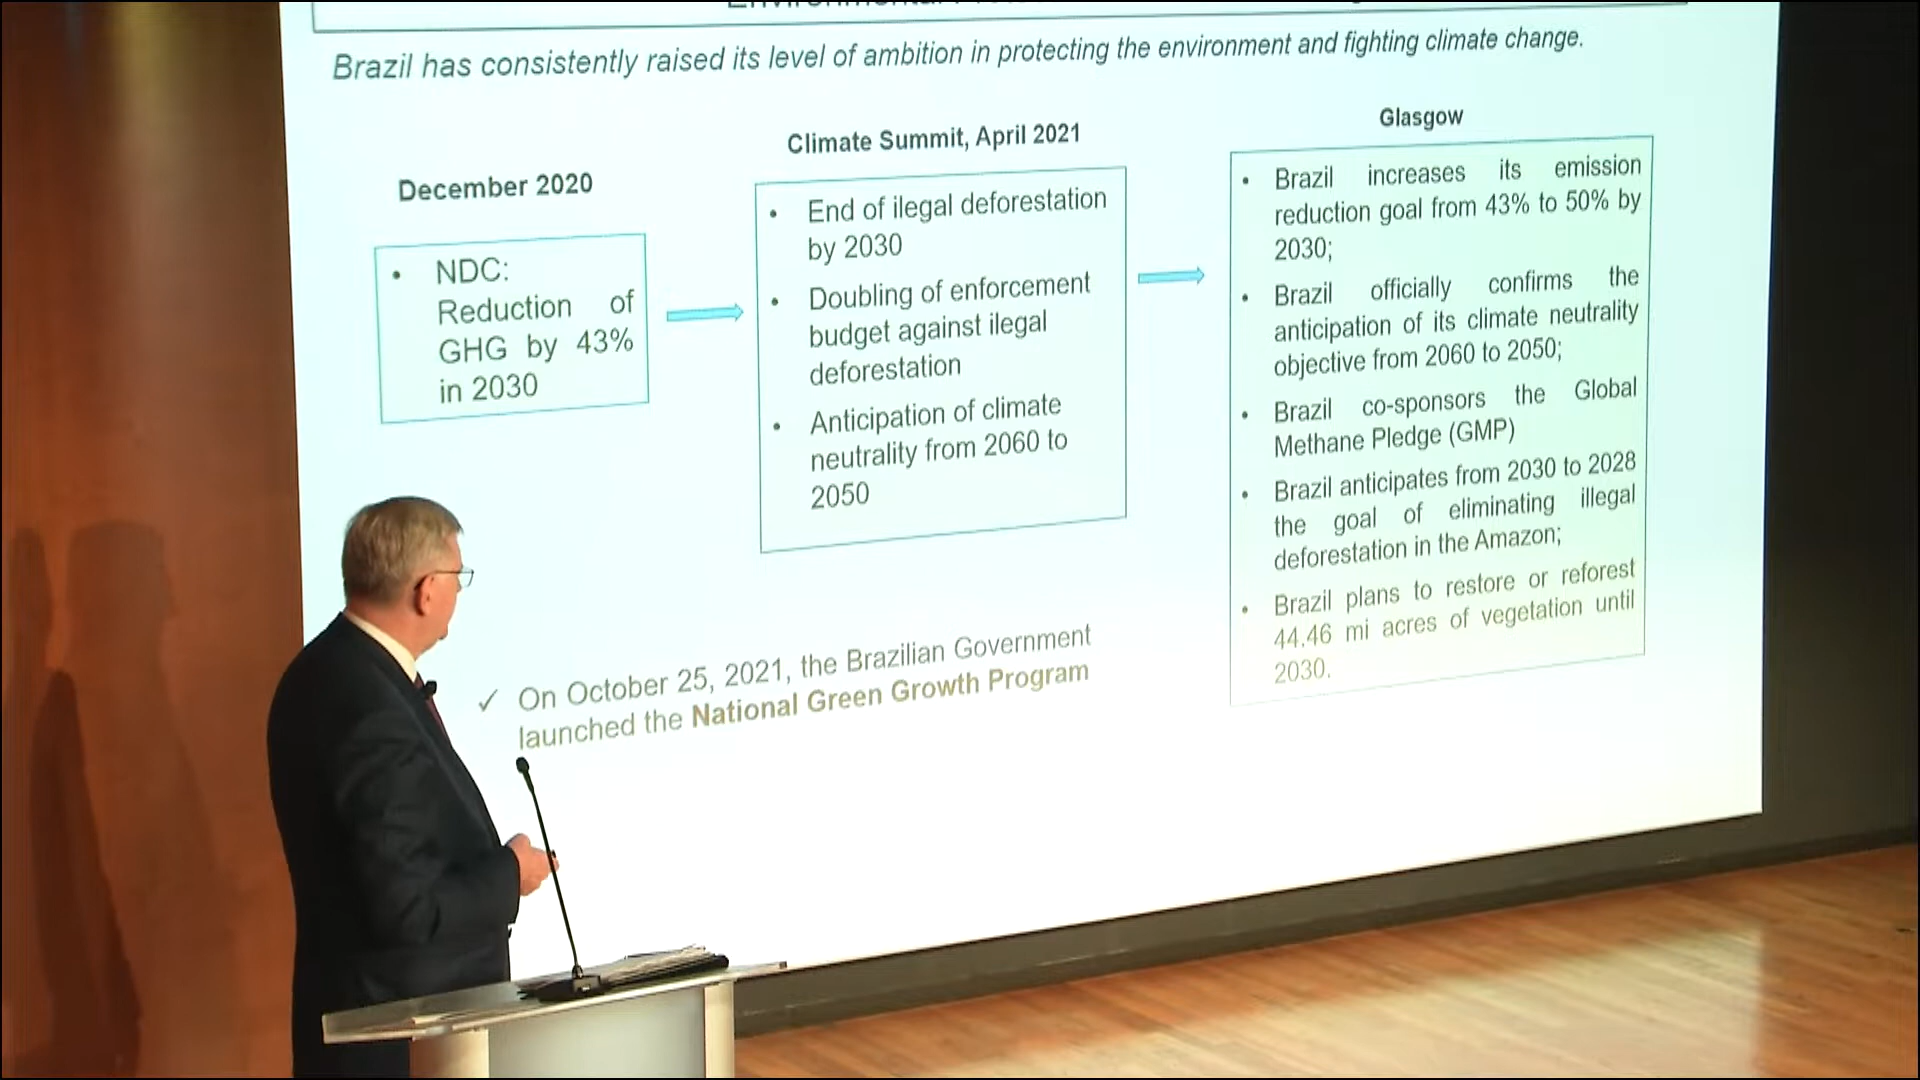 Brazil has consistently raised its level of ambition in protecting the environment and fighting climate change.
December 2020
• NDC:
Reduction of
GHG by 43%
in 2030
Climate Summit, April 2021
• End of ilegal deforestation
by 2030
• Doubling of enforcement
budget against ilegal
deforestation
• Anticipation of climate
neutrality from 2060 to
2050
Glasgow
• Brazil increases its emission
reduction goal from 43% to 50% by
2030;
• Brazil officially confirms the
anticipation of its climate neutrality
objective from 2060 to 2050;
• Brazil co-sponsors the Global
Methane Pledge (GMP)
• Brazil anticipates from 2030 to 2028
the goal of eliminating illegal
deforestation in the Amazon;
• Brazil plans to restore or reforest
44.46 mi acres of vegetation until
2030.
✓ On October 25, 2021, the Brazilian Government
launched the National Green Growth Program